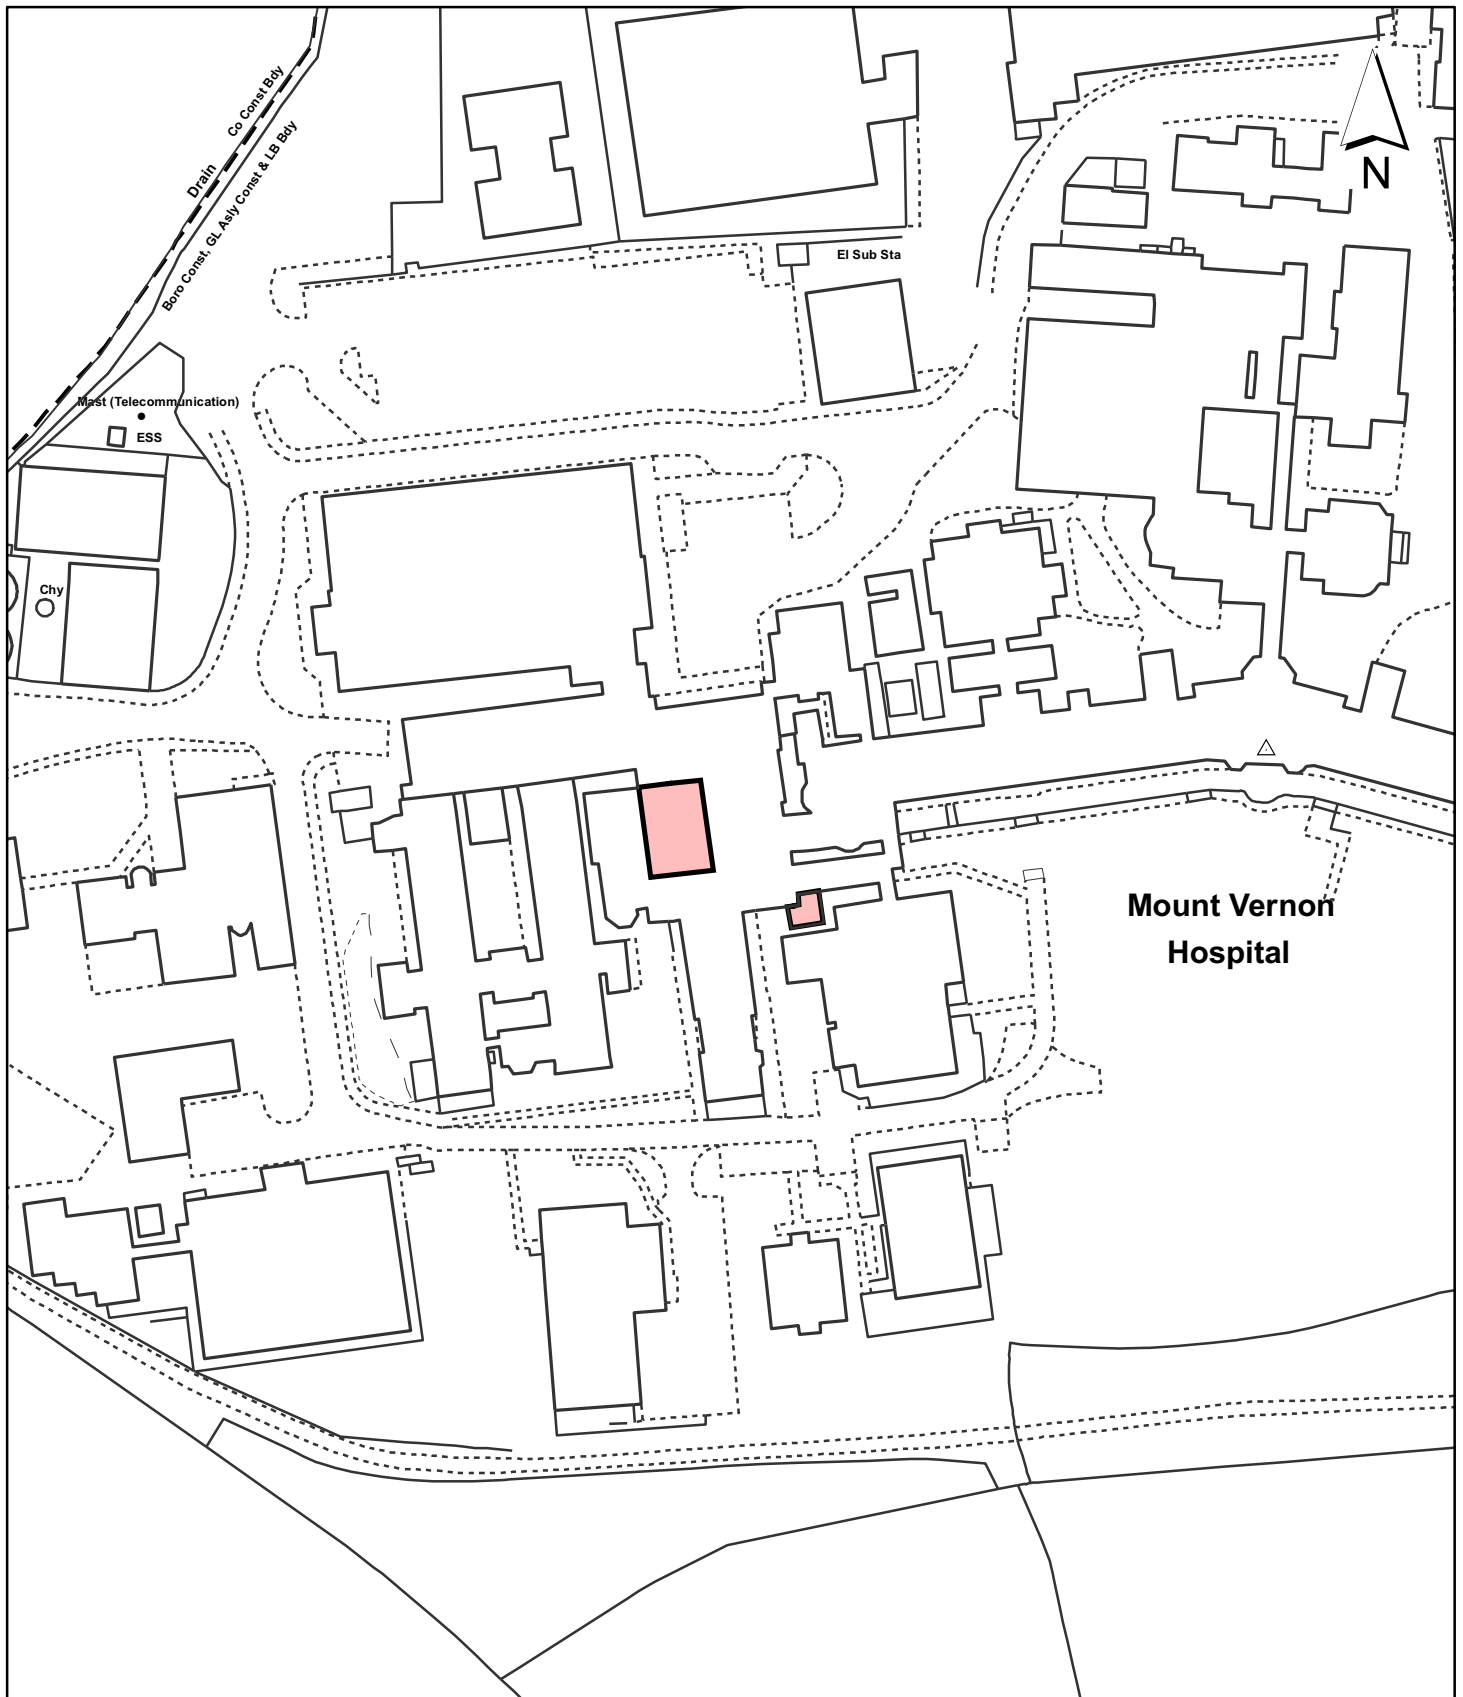 Co Const Bdy
Drain
Boro Const, GL Asly Const & LB Bdy
N
El Sub Sta
Mast (Telecommunication)
ESS
Chy
Mount Vernon
Hospital